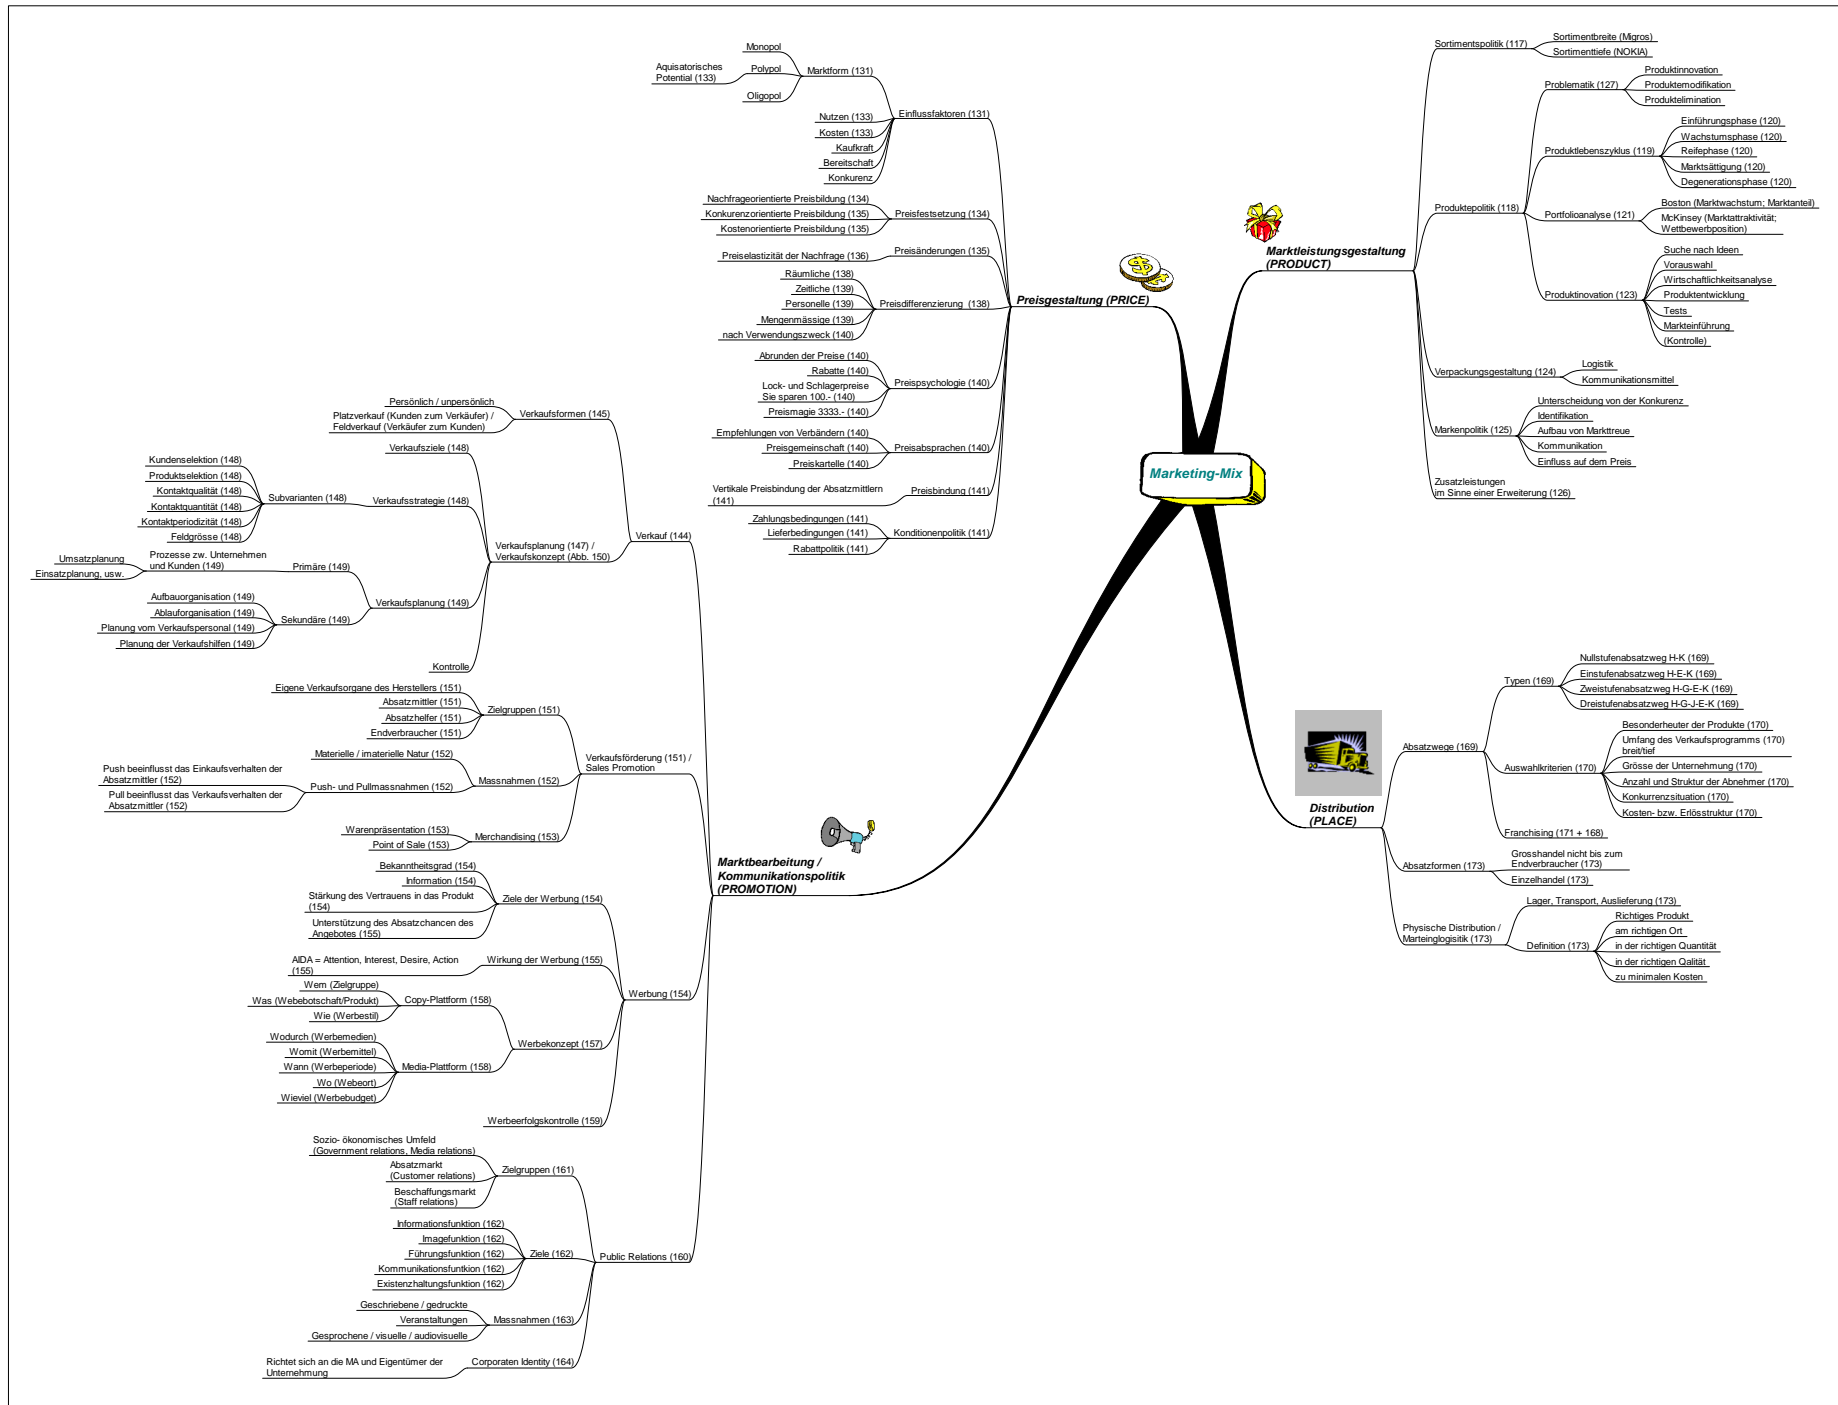 Marketing-Mix
Marktleistungsgestaltung
(PRODUCT)
Sortimentspolitik (117)
Sortimentbreite (Migros)
Sortimenttiefe (NOKIA)
Produktepolitik (118)
Problematik (127)
Produktinnovation
Produktemodifikation
Produktelimination
Produktlebenszyklus (119)
Einführungsphase (120)
Wachstumsphase (120)
Reifephase (120)
Marktsättigung (120)
Degenerationsphase (120)
Portfolioanalyse (121)
Boston (Marktwachstum; Marktanteil)
McKinsey (Marktattraktivität;
Wettbewerbposition)
Produktinovation (123)
Suche nach Ideen
Vorauswahl
Wirtschaftlichkeitsanalyse
Produktentwicklung
Tests
Markteinführung
(Kontrolle)
Verpackungsgestaltung (124)
Logistik
Kommunikationsmittel
Markenpolitik (125)
Unterscheidung von der Konkurenz
Identifikation
Aufbau von Markttreue
Kommunikation
Einfluss auf dem Preis
Zusatzleistungen
im Sinne einer Erweiterung (126)
Distribution
(PLACE)
Absatzwege (169)
Typen (169)
Nullstufenabsatzweg H-K (169)
Einstufenabsatzweg H-E-K (169)
Zweistufenabsatzweg H-G-E-K (169)
Dreistufenabsatzweg H-G-J-E-K (169)
Auswahlkriterien (170)
Besonderheuter der Produkte (170)
Umfang des Verkaufsprogramms (170)
breit/tief
Grösse der Unternehmung (170)
Anzahl und Struktur der Abnehmer (170)
Konkurrenzsituation (170)
Kosten- bzw. Erlösstruktur (170)
Franchising (171 + 168)
Absatzformen (173)
Grosshandel nicht bis zum
Endverbraucher (173)
Einzelhandel (173)
Physische Distribution /
Marteinglogisitik (173)
Lager, Transport, Auslieferung (173)
Definition (173)
Richtiges Produkt
am richtigen Ort
in der richtigen Quantität
in der richtigen Qalität
zu minimalen Kosten
Preisgestaltung (PRICE)
Einflussfaktoren (131)
Marktform (131)
Monopol
Polypol
Aquisatorisches
Potential (133)
Oligopol
Nutzen (133)
Kosten (133)
Kaufkraft
Bereitschaft
Konkurenz
Preisfestsetzung (134)
Nachfrageorientierte Preisbildung (134)
Konkurenzorientierte Preisbildung (135)
Kostenorientierte Preisbildung (135)
Preisänderungen (135)
Preiselastizität der Nachfrage (136)
Preisdifferenzierung (138)
Räumliche (138)
Zeitliche (139)
Personelle (139)
Mengenmässige (139)
nach Verwendungszweck (140)
Preispsychologie (140)
Abrunden der Preise (140)
Rabatte (140)
Lock- und Schlagerpreise
Sie sparen 100.- (140)
Preismagie 3333.- (140)
Preisabsprachen (140)
Empfehlungen von Verbändern (140)
Preisgemeinschaft (140)
Preiskartelle (140)
Preisbindung (141)
Vertikale Preisbindung der Absatzmittlern
(141)
Konditionenpolitik (141)
Zahlungsbedingungen (141)
Lieferbedingungen (141)
Rabattpolitik (141)
Marktbearbeitung /
Kommunikationspolitik
(PROMOTION)
Verkauf (144)
Verkaufsformen (145)
Persönlich / unpersönlich
Platzverkauf (Kunden zum Verkäufer) /
Feldverkauf (Verkäufer zum Kunden)
Verkaufsplanung (147) /
Verkaufskonzept (Abb. 150)
Verkaufsziele (148)
Verkaufsstrategie (148)
Subvarianten (148)
Kundenselektion (148)
Produktselektion (148)
Kontaktqualität (148)
Kontaktquantität (148)
Kontaktperiodizität (148)
Feldgrösse (148)
Verkaufsplanung (149)
Primäre (149)
Prozesse zw. Unternehmen
und Kunden (149)
Umsatzplanung
Einsatzplanung, usw.
Sekundäre (149)
Aufbauorganisation (149)
Ablauforganisation (149)
Planung vom Verkaufspersonal (149)
Planung der Verkaufshilfen (149)
Kontrolle
Verkaufsförderung (151) /
Sales Promotion
Zielgruppen (151)
Eigene Verkaufsorgane des Herstellers (151)
Absatzmittler (151)
Absatzhelfer (151)
Endverbraucher (151)
Massnahmen (152)
Materielle / imaterielle Natur (152)
Push- und Pullmassnahmen (152)
Push beeinflusst das Einkaufsverhalten der
Absatzmittler (152)
Pull beeinflusst das Verkaufsverhalten der
Absatzmittler (152)
Merchandising (153)
Warenpräsentation (153)
Point of Sale (153)
Werbung (154)
Ziele der Werbung (154)
Bekanntheitsgrad (154)
Information (154)
Stärkung des Vertrauens in das Produkt
(154)
Unterstützung des Absatzchancen des
Angebotes (155)
Wirkung der Werbung (155)
AIDA = Attention, Interest, Desire, Action
(155)
Werbekonzept (157)
Copy-Plattform (158)
Wem (Zielgruppe)
Was (Webebotschaft/Produkt)
Wie (Werbestil)
Media-Plattform (158)
Wodurch (Werbemedien)
Womit (Werbemittel)
Wann (Werbeperiode)
Wo (Webeort)
Wieviel (Werbebudget)
Werbeerfolgskontrolle (159)
Public Relations (160)
Zielgruppen (161)
Sozio- ökonomisches Umfeld
(Government relations, Media relations)
Absatzmarkt
(Customer relations)
Beschaffungsmarkt
(Staff relations)
Ziele (162)
Informationsfunktion (162)
Imagefunktion (162)
Führungsfunktion (162)
Kommunikationsfuntkion (162)
Existenzhaltungsfunktion (162)
Massnahmen (163)
Geschriebene / gedruckte
Veranstaltungen
Gesprochene / visuelle / audiovisuelle
Corporaten Identity (164)
Richtet sich an die MA und Eigentümer der
Unternehmung